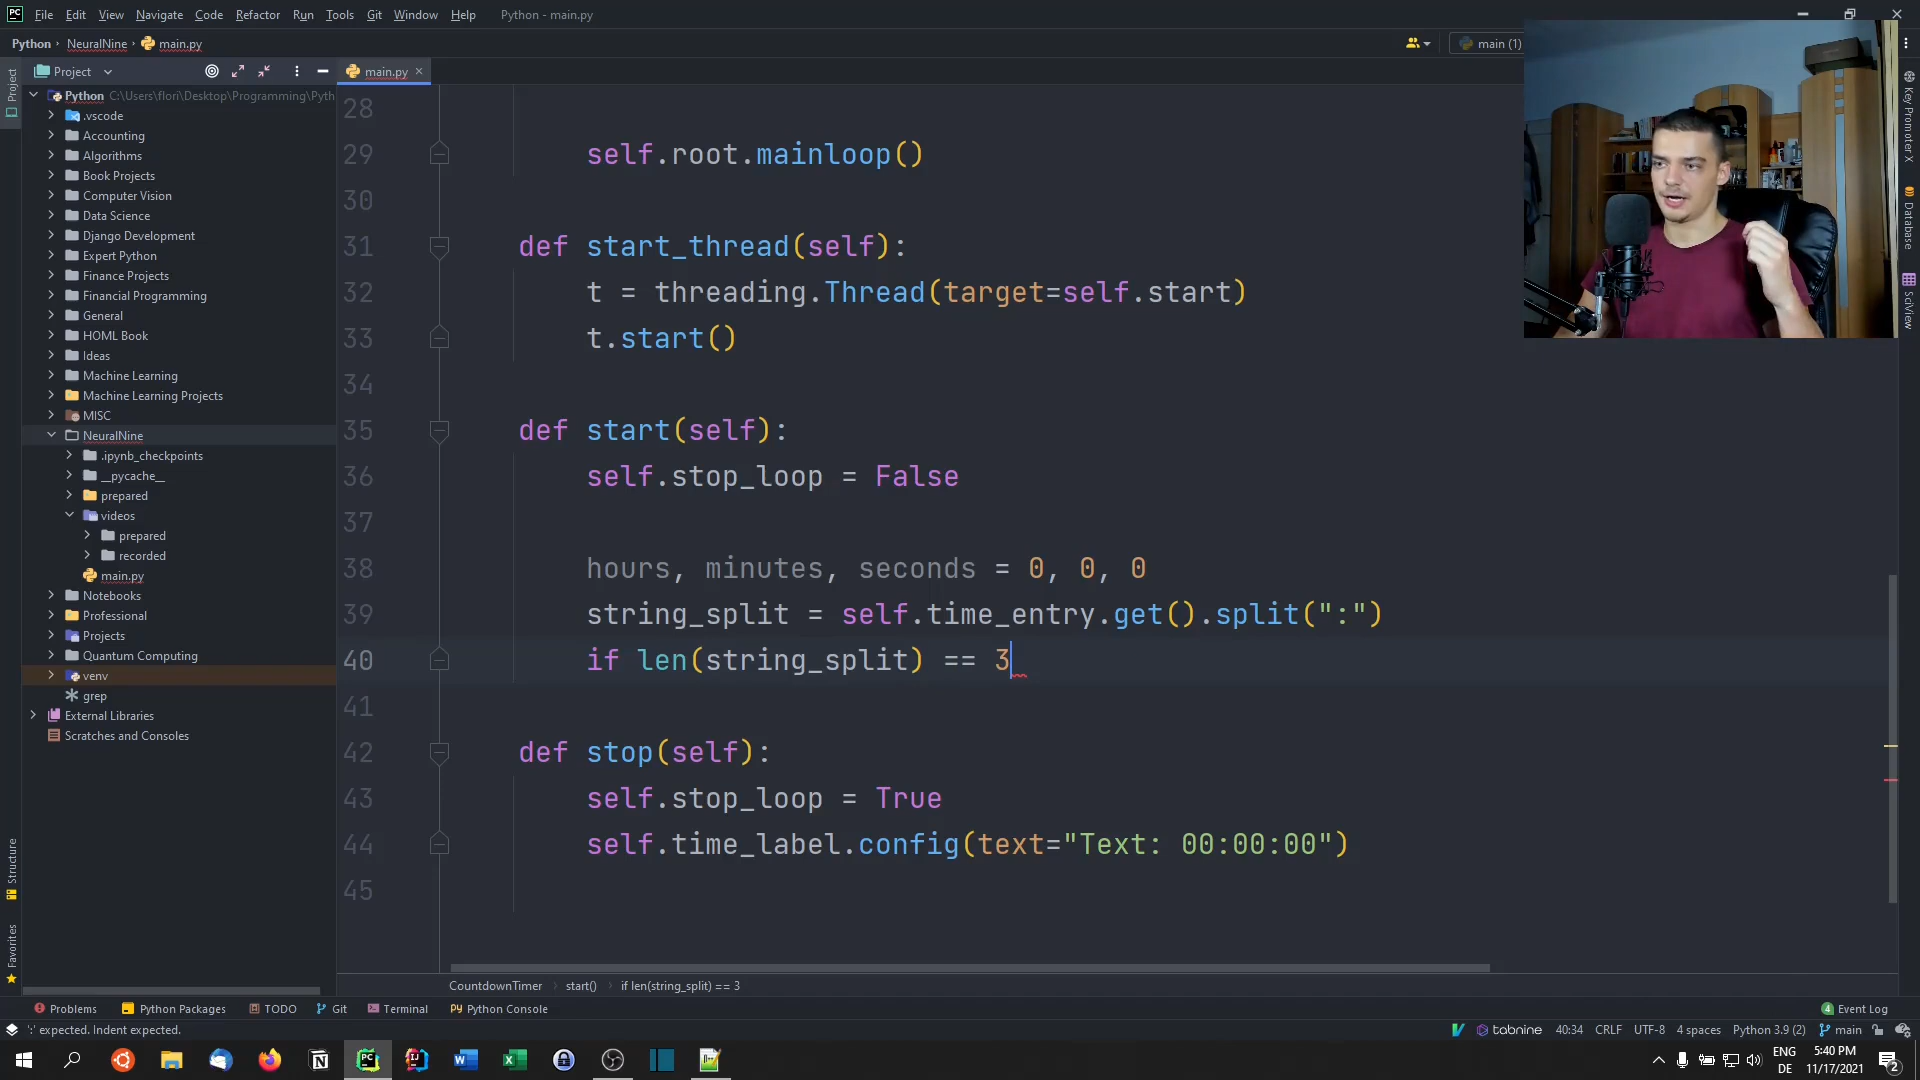 File Edit View Navigate Code Refactor Run Tools Git Window Help Python - main.py
Python NeuralNine main.py
main (1)
Project
main.py
Project
Python C:\Users\flori\Desktop\Programming\Pyth
.vscode
Accounting
Algorithms
Book Projects
Computer Vision
Data Science
Django Development
Expert Python
Finance Projects
Financial Programming
General
HOML Book
Ideas
Machine Learning
Machine Learning Projects
MISC
NeuralNine
.ipynb_checkpoints
__pycache__
prepared
videos
prepared
recorded
main.py
Notebooks
Professional
Projects
Quantum Computing
venv
grep
External Libraries
Scratches and Consoles
Structure
Favorites
28
29 self.root.mainloop()
30
31 def start_thread(self):
32 t = threading.Thread(target=self.start)
33 t.start()
34
35 def start(self):
36 self.stop_loop = False
37
38 hours, minutes, seconds = 0, 0, 0
39 string_split = self.time_entry.get().split(":")
40 if len(string_split) == 3
41
42 def stop(self):
43 self.stop_loop = True
44 self.time_label.config(text="Text: 00:00:00")
45
Key Promoter X
Database
SciView
CountdownTimer start() if len(string_split) == 3
Problems Python Packages TODO Git Terminal Python Console
4 Event Log
':' expected. Indent expected.
tabnine 40:34 CRLF UTF-8 4 spaces Python 3.9 (2) main
ENG
DE
5:40 PM
11/17/2021
2